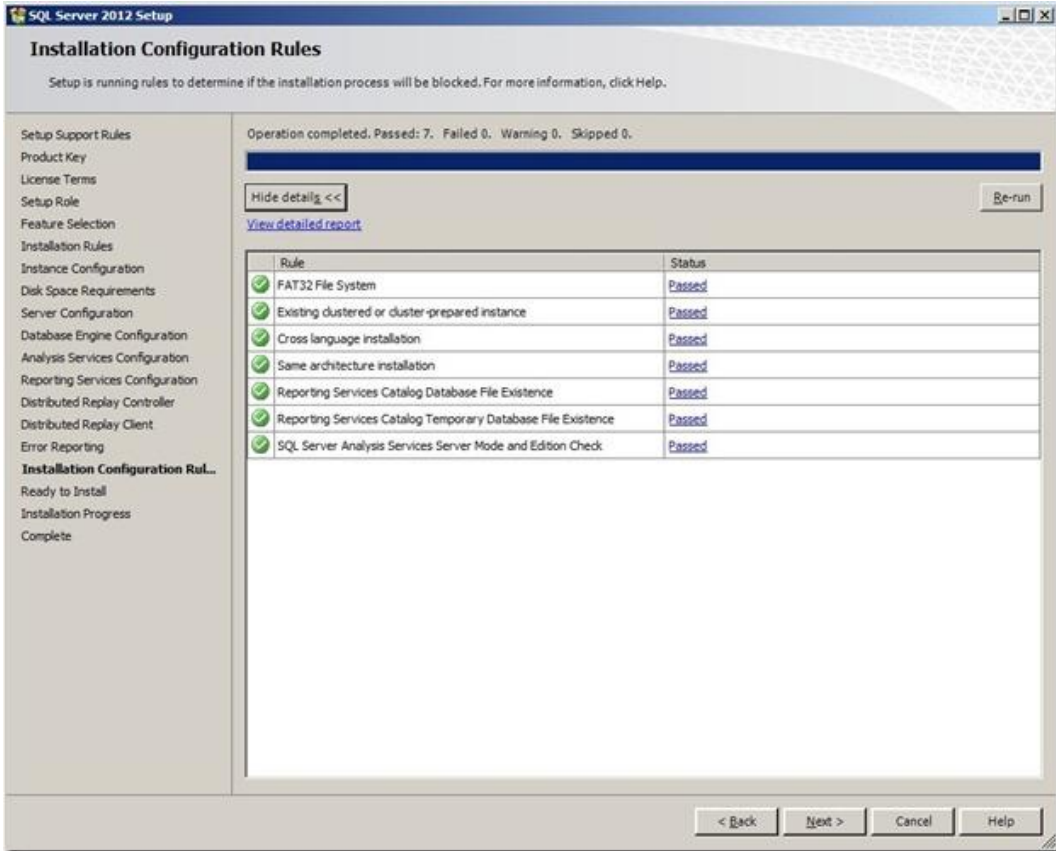 SQL Server 2012 Setup
Installation Configuration Rules
Setup is running rules to determine if the installation process will be blocked. For more information, click Help.
Setup Support Rules
Product Key
License Terms
Setup Role
Feature Selection
Installation Rules
Instance Configuration
Disk Space Requirements
Server Configuration
Database Engine Configuration
Analysis Services Configuration
Reporting Services Configuration
Distributed Replay Controller
Distributed Replay Client
Error Reporting
Installation Configuration Rul...
Ready to Install
Installation Progress
Complete
Operation completed. Passed: 7. Failed 0. Warning 0. Skipped 0.
Hide details << Re-run
View detailed report
Rule Status
FAT32 File System Passed
Existing clustered or cluster-prepared instance Passed
Cross language installation Passed
Same architecture installation Passed
Reporting Services Catalog Database File Existence Passed
Reporting Services Catalog Temporary Database File Existence Passed
SQL Server Analysis Services Server Mode and Edition Check Passed
< Back Next > Cancel Help